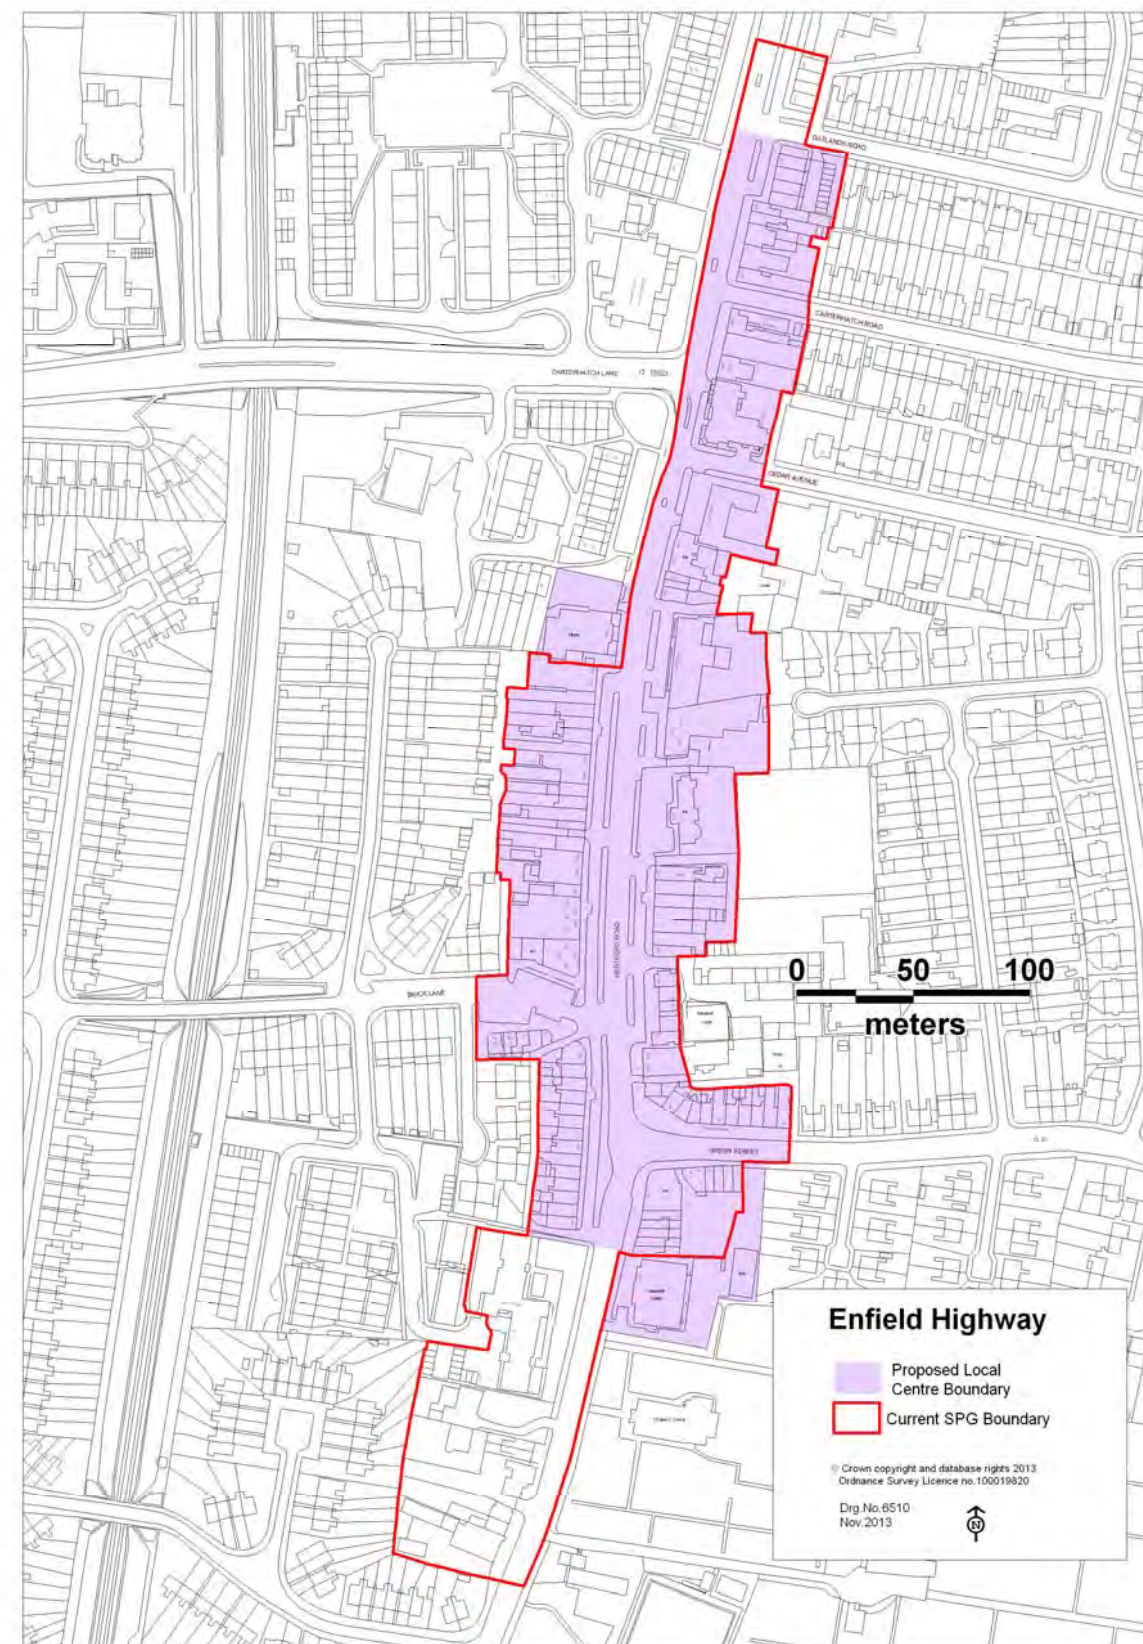 OATLANDS ROAD
CARTERHATCH ROAD
CARTERHATCH LANE
CEDAR AVENUE
HERTFORD ROAD
BRICK LANE
0 50 100
meters
GREEN STREET
Enfield Highway
Proposed Local
Centre Boundary
Current SPG Boundary
© Crown copyright and database rights 2013
Ordnance Survey Licence no.100019820
Drg.No.6510
Nov.2013
N